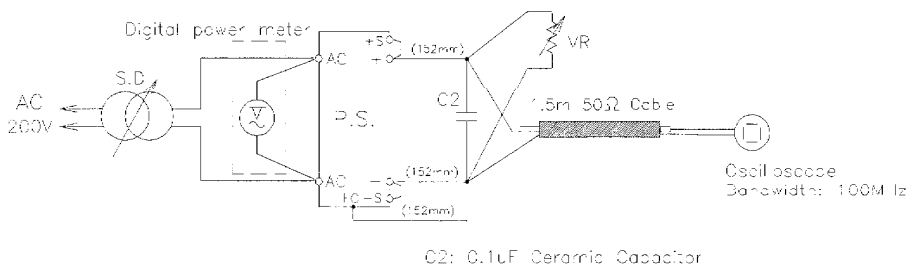 Digital power meter
+S
(152mm)
+
VR
AC
S.D
AC
200V
C2
1.5m 50Ω Cable
P.S.
AC
−
(152mm)
-S
(152mm)
Oscilloscope
Bandwidth: 100MHz
C2: 0.1uF Ceramic Capacitor